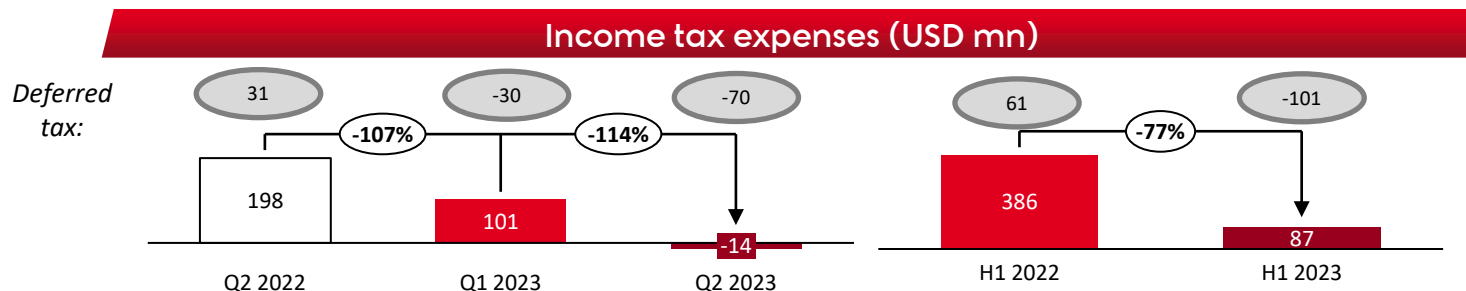 Income tax expenses (USD mn)
Deferred
tax:
31
-30
-70
61
-101
-107%
-114%
-77%
198
101
-14
386
87
Q2 2022
Q1 2023
Q2 2023
H1 2022
H1 2023